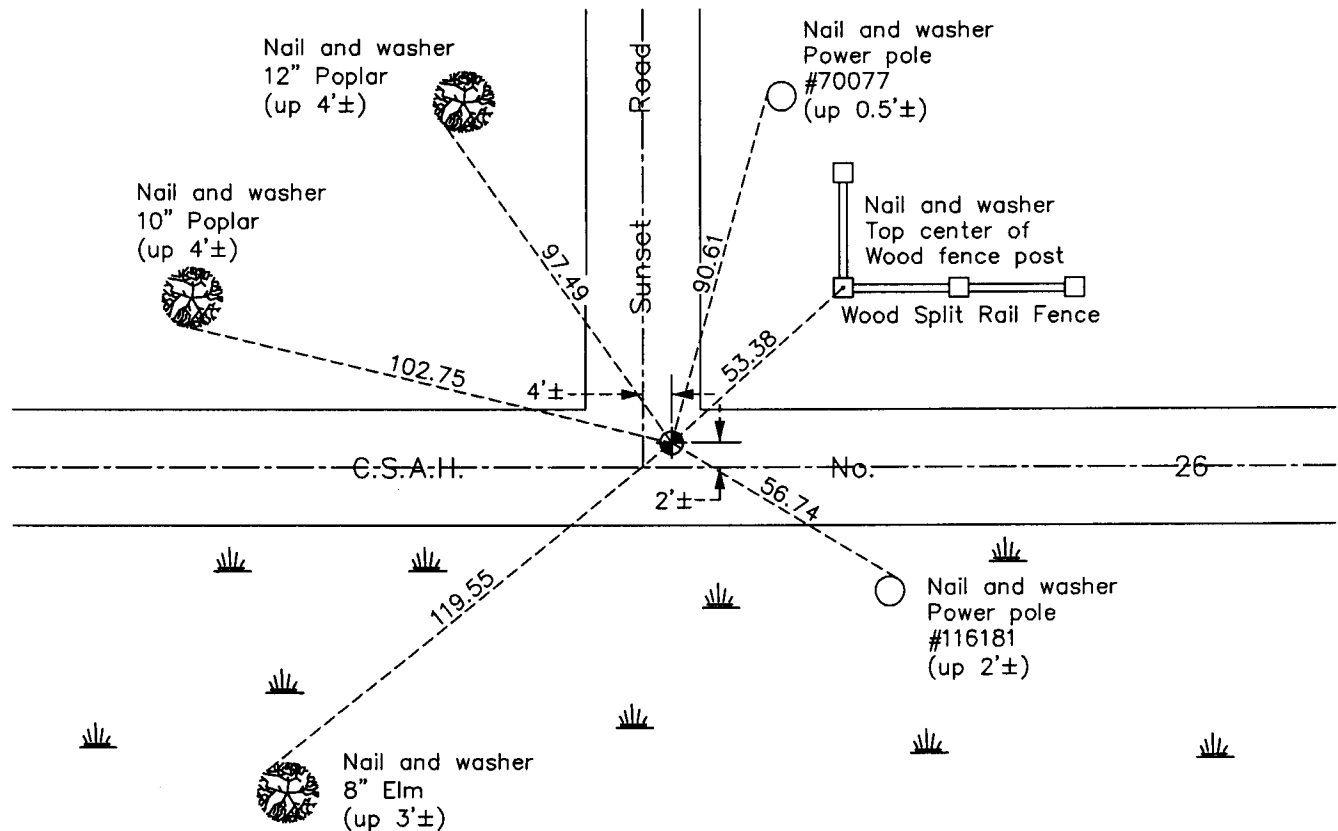 Nail and washer
12" Poplar
(up 4'±)
Sunset Road
Nail and washer
Power pole
#70077
(up 0.5'±)
Nail and washer
10" Poplar
(up 4'±)
Nail and washer
Top center of
Wood fence post
Wood Split Rail Fence
97.49
90.61
53.38
102.75
4'±
C.S.A.H. No. 26
2'±
56.74
119.55
Nail and washer
Power pole
#116181
(up 2'±)
Nail and washer
8" Elm
(up 3'±)